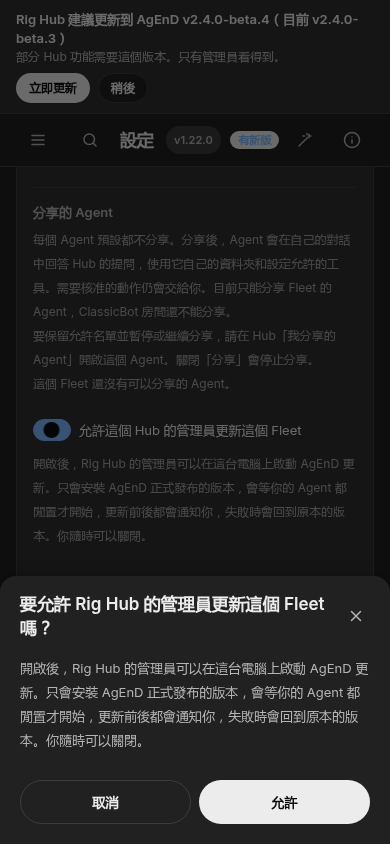 Rig Hub 建議更新到 AgEnD v2.4.0-beta.4（目前 v2.4.0-
beta.3）
部分 Hub 功能需要這個版本。只有管理員看得到。
立即更新
稍後
設定
v1.22.0
有新版
分享的 Agent
每個 Agent 預設都不分享。分享後，Agent 會在自己的對話
中回答 Hub 的提問，使用它自己的資料夾和設定允許的工
具。需要核准的動作仍會交給你。目前只能分享 Fleet 的
Agent，ClassicBot 房間還不能分享。
要保留允許名單並暫停或繼續分享，請在 Hub「我分享的
Agent」開啟這個 Agent。關閉「分享」會停止分享。
這個 Fleet 還沒有可以分享的 Agent。
允許這個 Hub 的管理員更新這個 Fleet
開啟後，Rig Hub 的管理員可以在這台電腦上啟動 AgEnD 更
新。只會安裝 AgEnD 正式發布的版本，會等你的 Agent 都
閒置才開始，更新前後都會通知你，失敗時會回到原本的版
本。你隨時可以關閉。
要允許 Rig Hub 的管理員更新這個 Fleet
嗎？
開啟後，Rig Hub 的管理員可以在這台電腦上啟動 AgEnD 更
新。只會安裝 AgEnD 正式發布的版本，會等你的 Agent 都
閒置才開始，更新前後都會通知你，失敗時會回到原本的版
本。你隨時可以關閉。
取消
允許